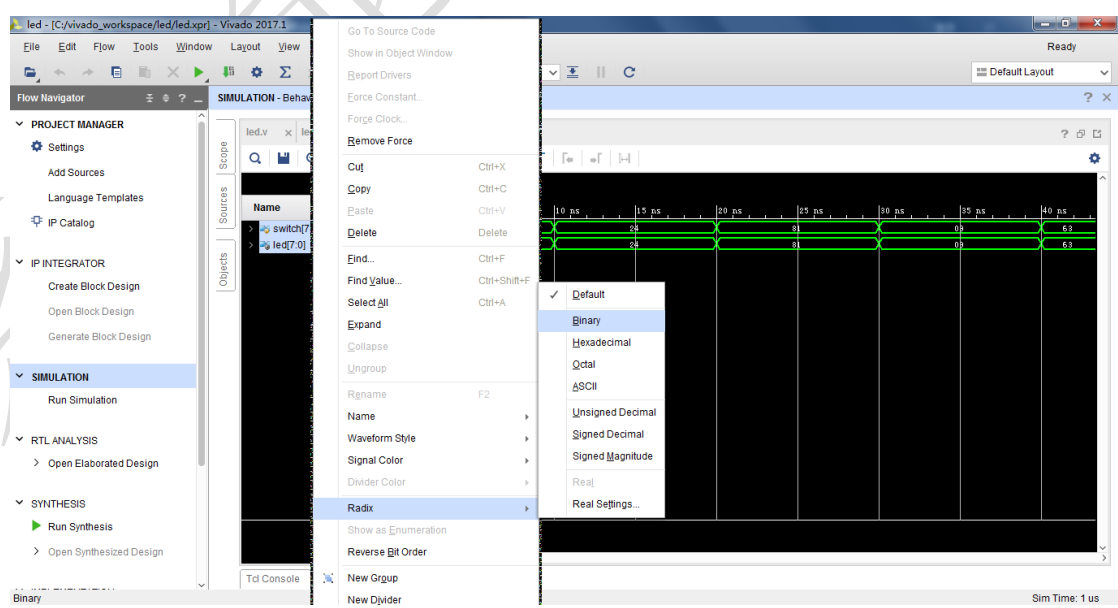 led - [C:/vivado_workspace/led/led.xpr] - Vivado 2017.1
File Edit Flow Tools Window Layout View
Ready
Default Layout
Flow Navigator
SIMULATION - Behav
PROJECT MANAGER
Settings
Add Sources
Language Templates
IP Catalog
IP INTEGRATOR
Create Block Design
Open Block Design
Generate Block Design
SIMULATION
Run Simulation
RTL ANALYSIS
Open Elaborated Design
SYNTHESIS
Run Synthesis
Open Synthesized Design
Scope
Sources
Objects
led.v × le
Name
switch[7
led[7:0]
Tcl Console
Go To Source Code
Show in Object Window
Report Drivers
Force Constant...
Force Clock...
Remove Force
Cut Ctrl+X
Copy Ctrl+C
Paste Ctrl+V
Delete Delete
Find... Ctrl+F
Find Value... Ctrl+Shift+F
Select All Ctrl+A
Expand
Collapse
Ungroup
Rename F2
Name
Waveform Style
Signal Color
Divider Color
Radix
Show as Enumeration
Reverse Bit Order
New Group
New Divider
Default
Binary
Hexadecimal
Octal
ASCII
Unsigned Decimal
Signed Decimal
Signed Magnitude
Real
Real Settings...
10 ns 15 ns 20 ns 25 ns 30 ns 35 ns 40 ns
24 81 09 63
24 81 09 63
Binary
Sim Time: 1 us